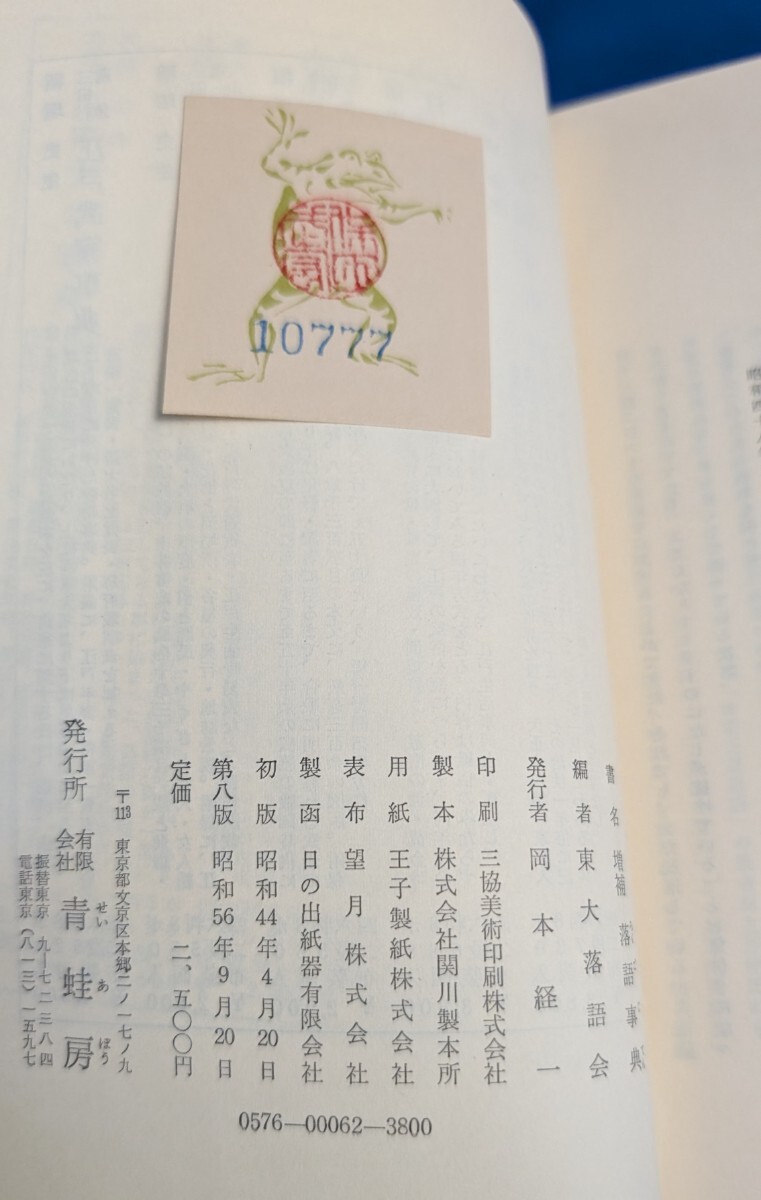 10777
書名 増補 落語事典
編者 東大落語会
発行者 岡本経一
印刷 三協美術印刷株式会社
製本 株式会社関川製本所
用紙 王子製紙株式会社
表布 望月株式会社
製函 日の出紙器有限会社
初版 昭和44年4月20日
第八版 昭和56年9月20日
定価 二、五〇〇円
〒113 東京都文京区本郷二ノ一七ノ九
発行所 有限会社 青蛙房
せいあぼう
振替東京 九―七二三八四
電話東京(八一三)一五九七
0576―00062―3800